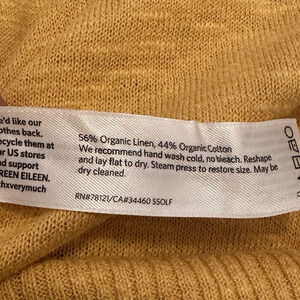 e'd like our
othes back.
ecycle them at
ur US stores
nd support
REEN EILEEN.
hxverymuch
56% Organic Linen, 44% Organic Cotton
We recommend hand wash cold, no bleach. Reshape
and lay flat to dry. Steam press to restore size. May be
dry cleaned.
RN#78121/CA#34460 SSOLF